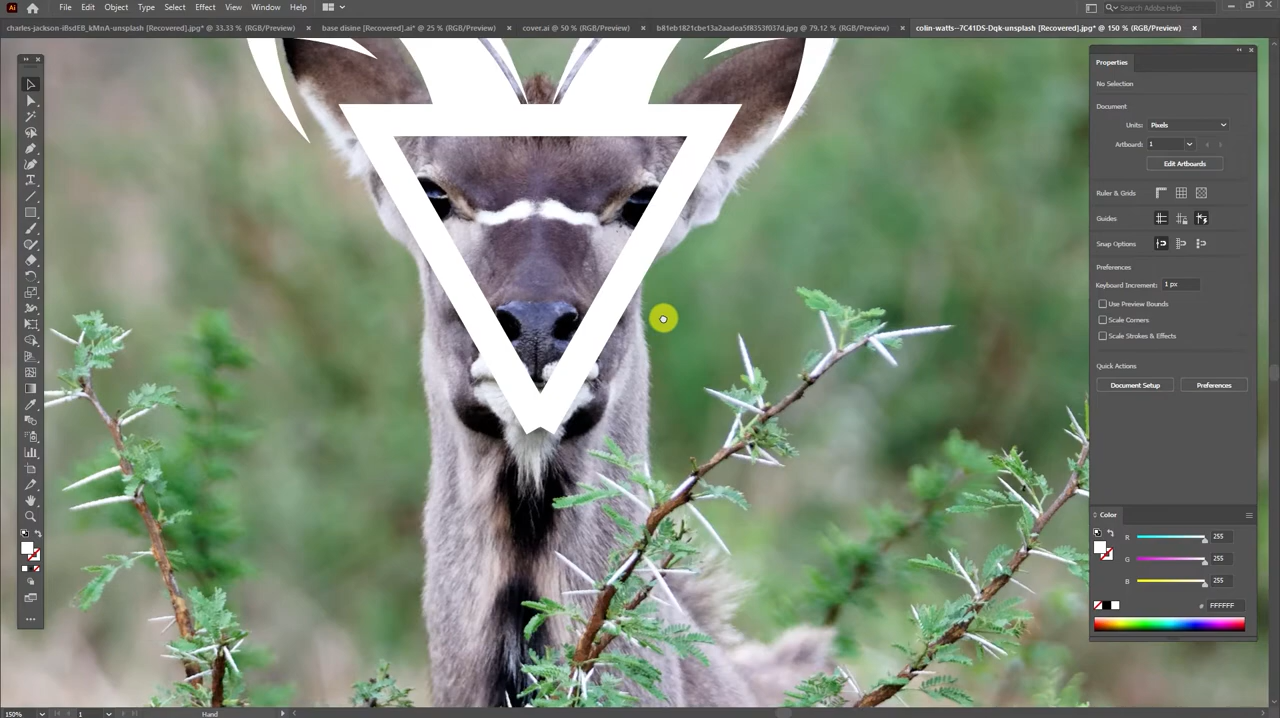 Ai File Edit Object Type Select Effect View Window Help Search Adobe Help
charles-jackson-i8sdEB_kMnA-unsplash [Recovered].jpg* @ 33.33 % (RGB/Preview) × base disine [Recovered].ai* @ 25 % (RGB/Preview) × cover.ai @ 50 % (RGB/Preview) × b81eb1821cbe13a2aadea5f8353f037d.jpg @ 79.12 % (RGB/Preview) × colin-watts--7C41DS-Dqk-unsplash [Recovered].jpg* @ 150 % (RGB/Preview) ×
Properties
No Selection
Document
Units: Pixels
Artboard: 1
Edit Artboards
Ruler & Grids
Guides
Snap Options
Preferences
Keyboard Increment: 1 px
Use Preview Bounds
Scale Corners
Scale Strokes & Effects
Quick Actions
Document Setup Preferences
Color
R 255
G 255
B 255
# FFFFFF
150% 1 Hand